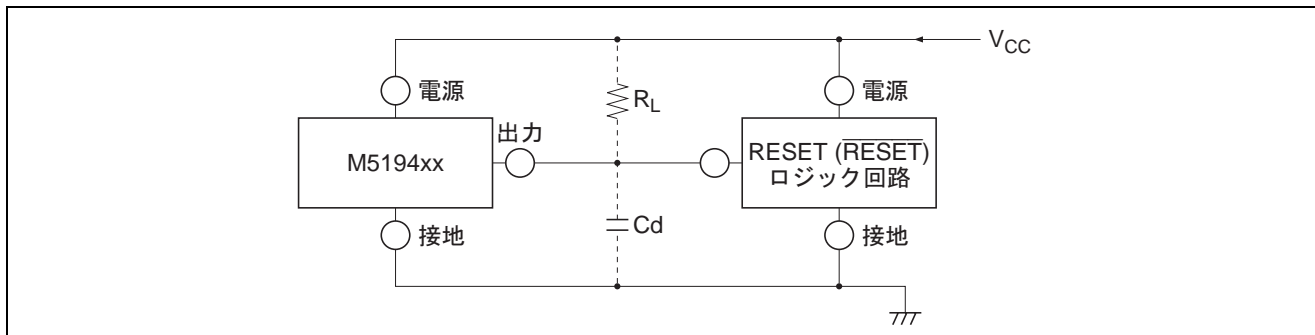 V_CC
電源
R_L
電源
出力
M5194xx
RESET (R̅E̅S̅E̅T̅)
ロジック回路
Cd
接地
接地